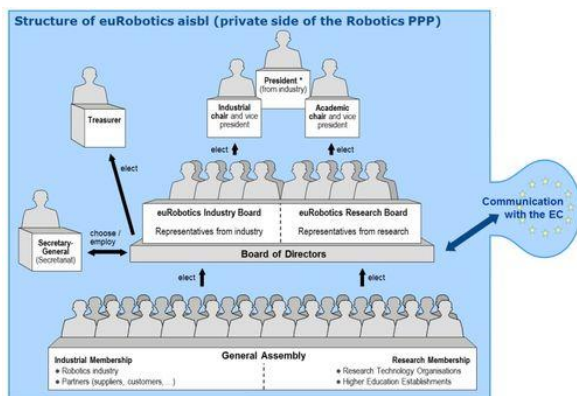 Structure of euRobotics aisbl (private side of the Robotics PPP)
President *
(from industry)
Industrial
chair and vice
president
Academic
chair and vice
president
Treasurer
elect
elect
elect
euRobotics Industry Board
Representatives from industry
euRobotics Research Board
Representatives from research
Communication
with the EC
Secretary-
General
(Secretariat)
choose /
employ
Board of Directors
elect
elect
General Assembly
Industrial Membership
◆ Robotics industry
◆ Partners (suppliers, customers, ...)
Research Membership
◆ Research Technology Organisations
◆ Higher Education Establishments